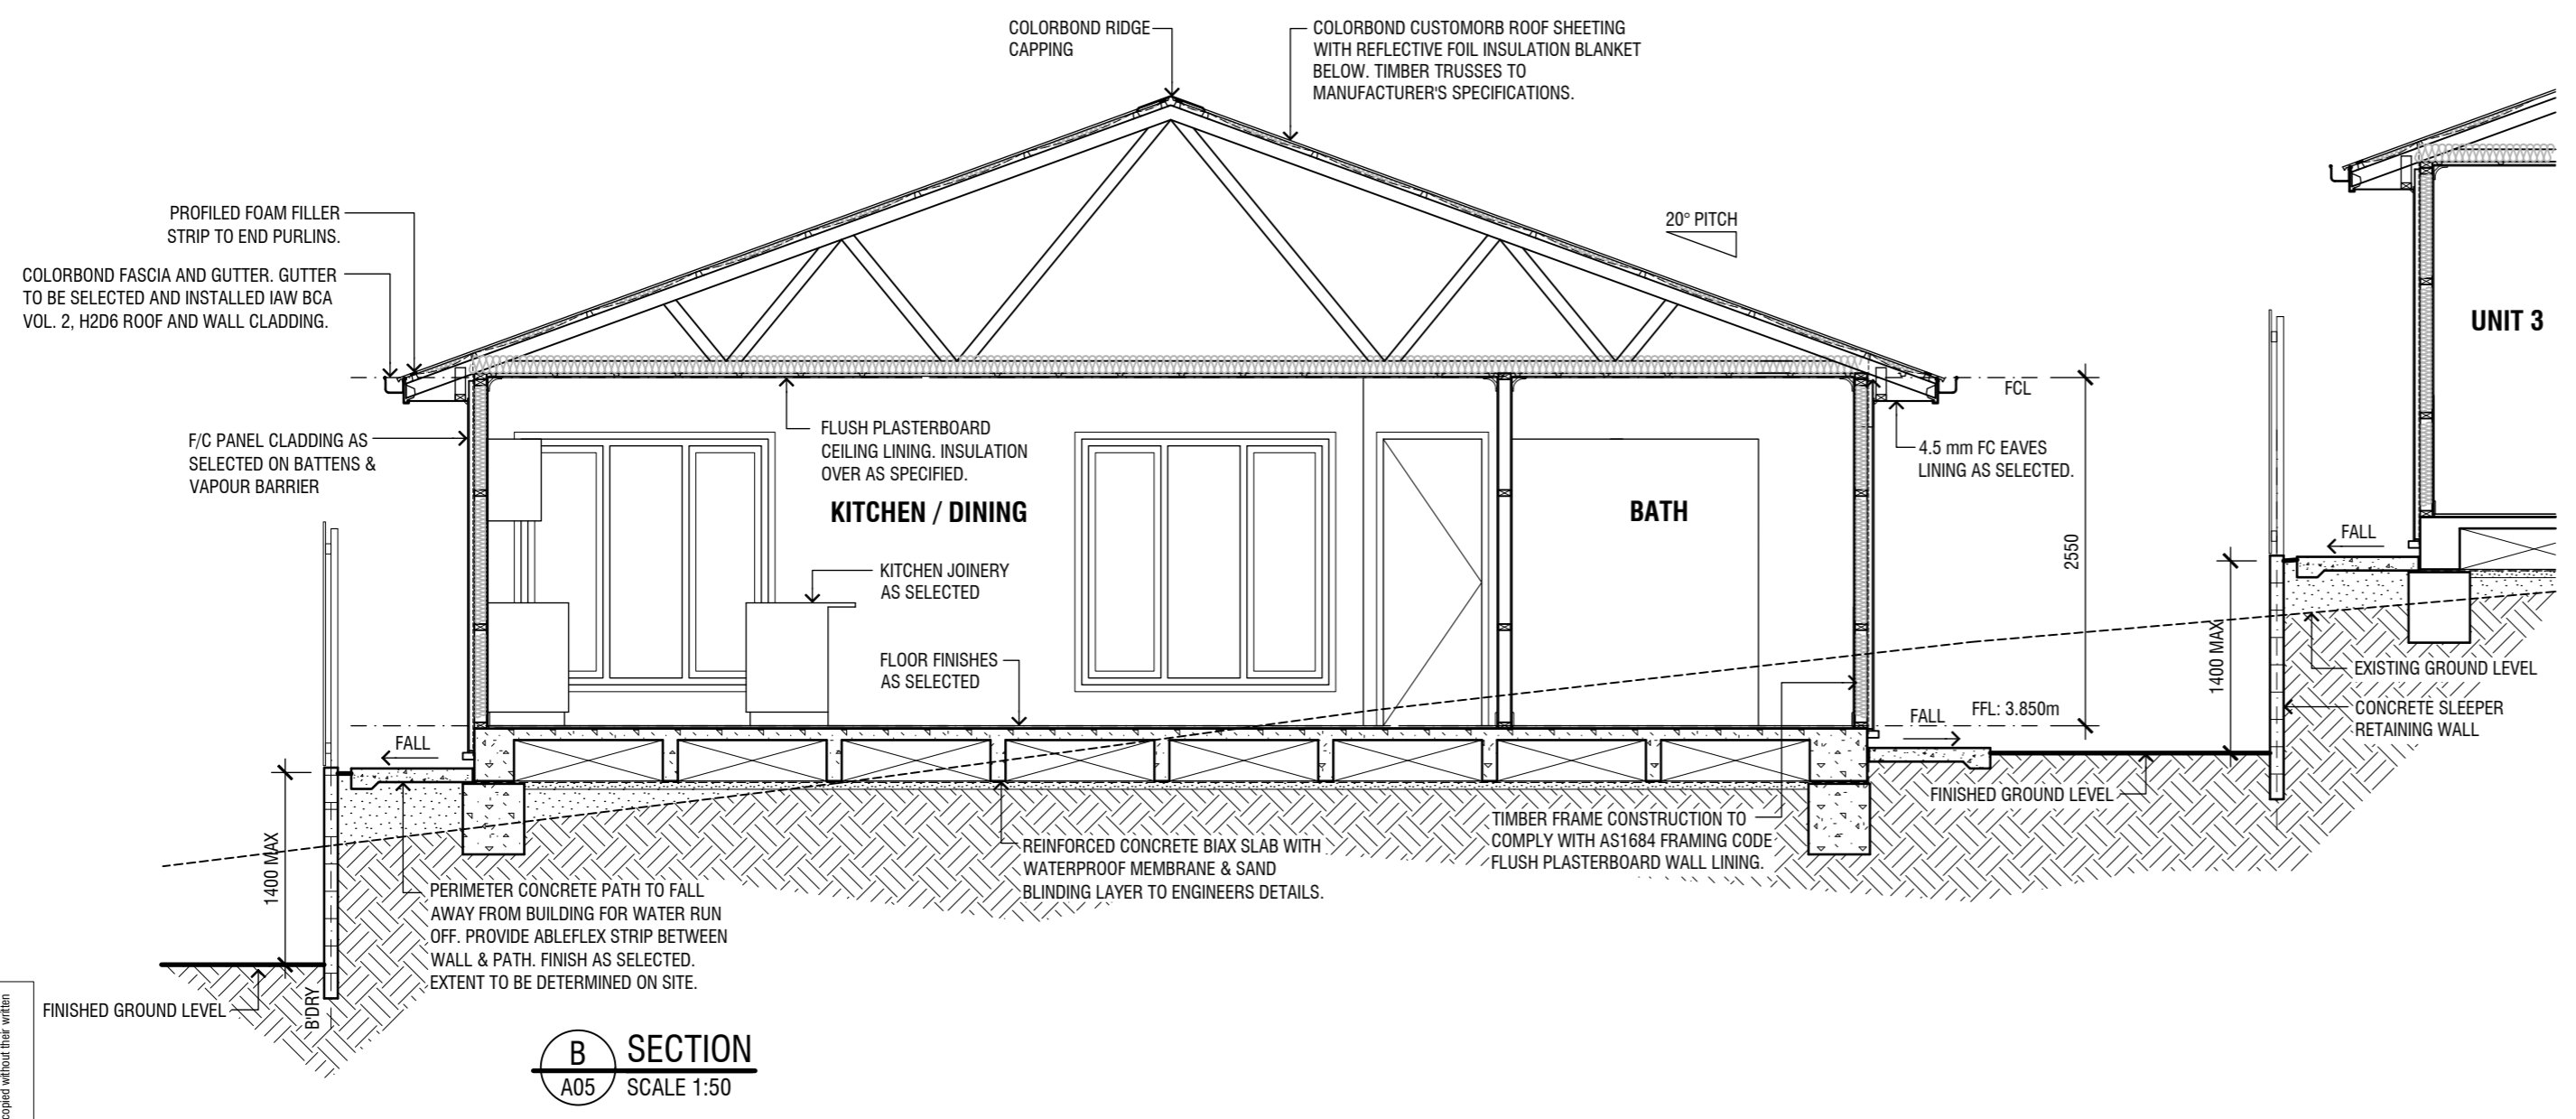 COLORBOND RIDGE
CAPPING
COLORBOND CUSTOMORB ROOF SHEETING
WITH REFLECTIVE FOIL INSULATION BLANKET
BELOW. TIMBER TRUSSES TO
MANUFACTURER'S SPECIFICATIONS.
PROFILED FOAM FILLER
STRIP TO END PURLINS.
20° PITCH
COLORBOND FASCIA AND GUTTER. GUTTER
TO BE SELECTED AND INSTALLED IAW BCA
VOL. 2, H2D6 ROOF AND WALL CLADDING.
UNIT 3
FCL
F/C PANEL CLADDING AS
SELECTED ON BATTENS &
VAPOUR BARRIER
FLUSH PLASTERBOARD
CEILING LINING. INSULATION
OVER AS SPECIFIED.
4.5 mm FC EAVES
LINING AS SELECTED.
KITCHEN / DINING
BATH
2550
FALL
KITCHEN JOINERY
AS SELECTED
FLOOR FINISHES
AS SELECTED
1400 MAX
EXISTING GROUND LEVEL
CONCRETE SLEEPER
RETAINING WALL
FALL
FALL
FFL: 3.850m
FINISHED GROUND LEVEL
1400 MAX
TIMBER FRAME CONSTRUCTION TO
COMPLY WITH AS1684 FRAMING CODE
FLUSH PLASTERBOARD WALL LINING.
REINFORCED CONCRETE BIAX SLAB WITH
WATERPROOF MEMBRANE & SAND
BLINDING LAYER TO ENGINEERS DETAILS.
PERIMETER CONCRETE PATH TO FALL
AWAY FROM BUILDING FOR WATER RUN
OFF. PROVIDE ABLEFLEX STRIP BETWEEN
WALL & PATH. FINISH AS SELECTED.
EXTENT TO BE DETERMINED ON SITE.
FINISHED GROUND LEVEL
B'DRY
copied without their written
B
A05
SECTION
SCALE 1:50